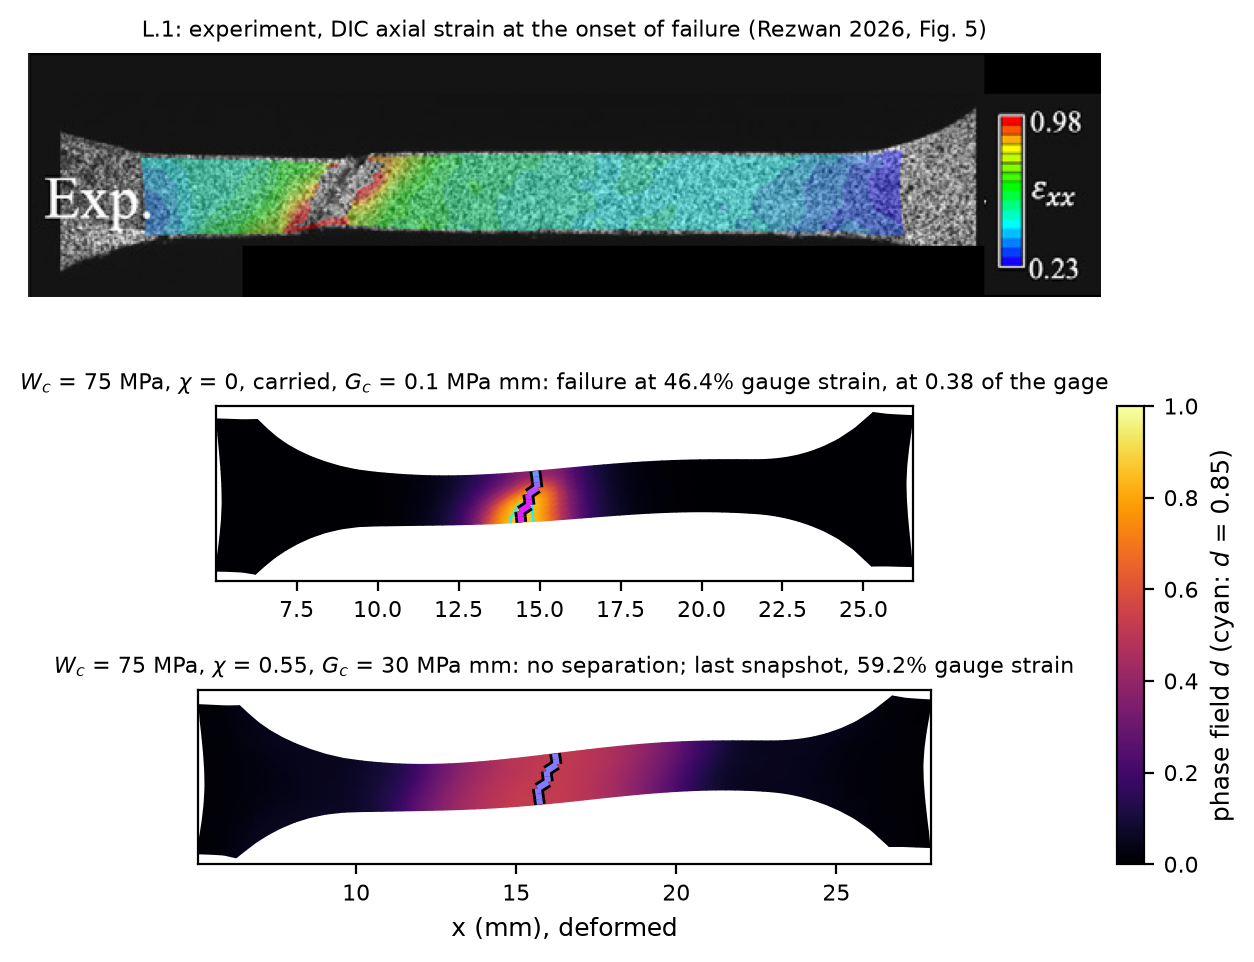 L.1: experiment, DIC axial strain at the onset of failure (Rezwan 2026, Fig. 5)
Exp.
0.98
εxx
0.23
Wc = 75 MPa, χ = 0, carried, Gc = 0.1 MPa mm: failure at 46.4% gauge strain, at 0.38 of the gage
7.5 10.0 12.5 15.0 17.5 20.0 22.5 25.0
Wc = 75 MPa, χ = 0.55, Gc = 30 MPa mm: no separation; last snapshot, 59.2% gauge strain
10 15 20 25
x (mm), deformed
1.0
0.8
0.6
0.4
0.2
0.0
phase field d (cyan: d = 0.85)